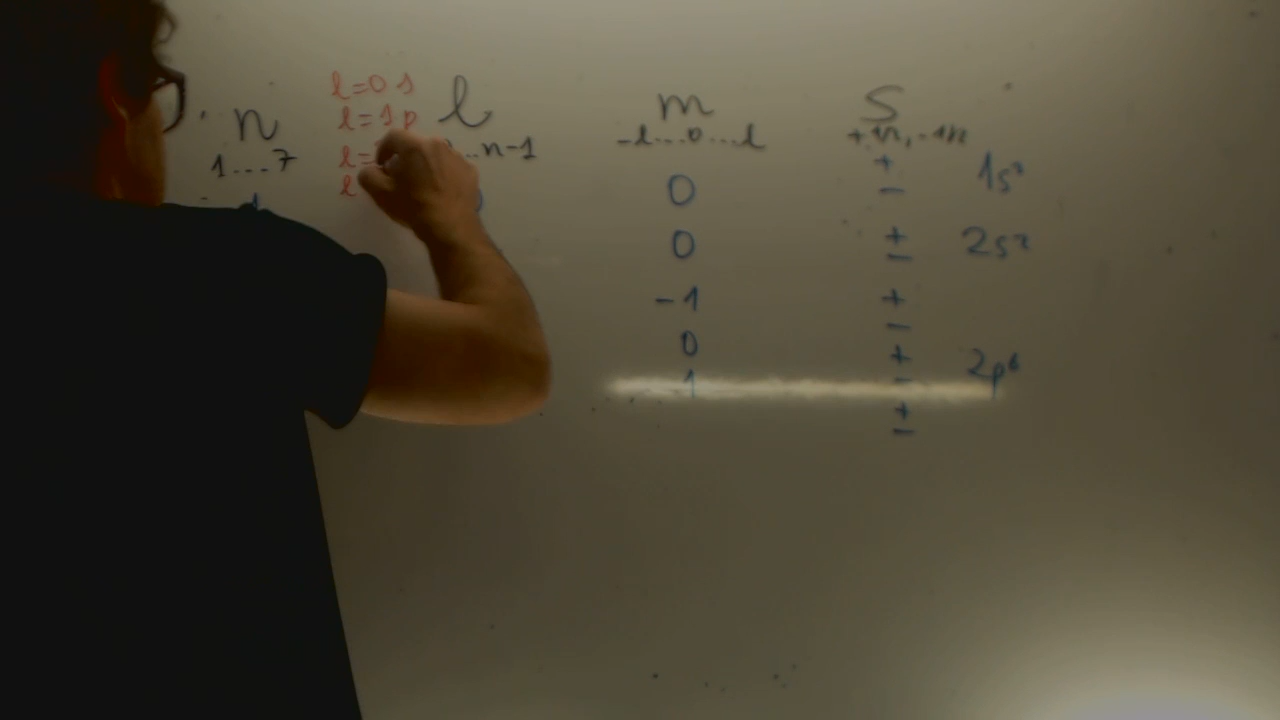 l=0 s
n l m S
l=1 p
1...7 ...n-1 -l...0...l
l=
0 + 1s²
l −
0 + 2s²
−
-1 +
−
0 + 2p⁶
1 −
+
−